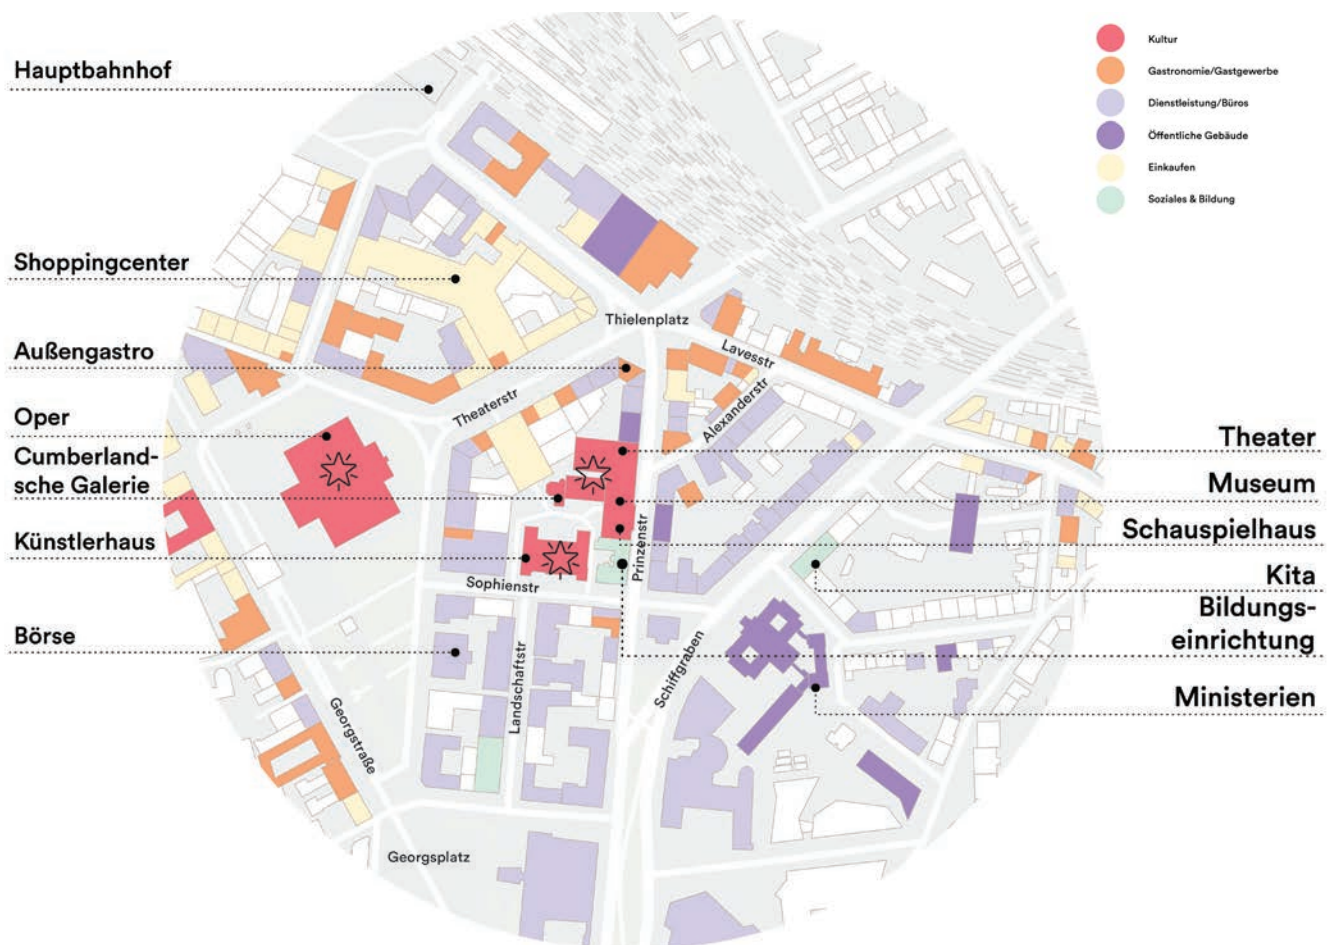 Hauptbahnhof
Shoppingcenter
Außengastro
Oper
Cumberland-
sche Galerie
Künstlerhaus
Börse
Kultur
Gastronomie/Gastgewerbe
Dienstleistung/Büros
Öffentliche Gebäude
Einkaufen
Soziales & Bildung
Thielenplatz
Lavesstr
Alexanderstr
Theaterstr
Prinzenstr
Sophienstr
Landschaftstr
Schiffgraben
Georgstraße
Georgsplatz
Theater
Museum
Schauspielhaus
Kita
Bildungs-
einrichtung
Ministerien